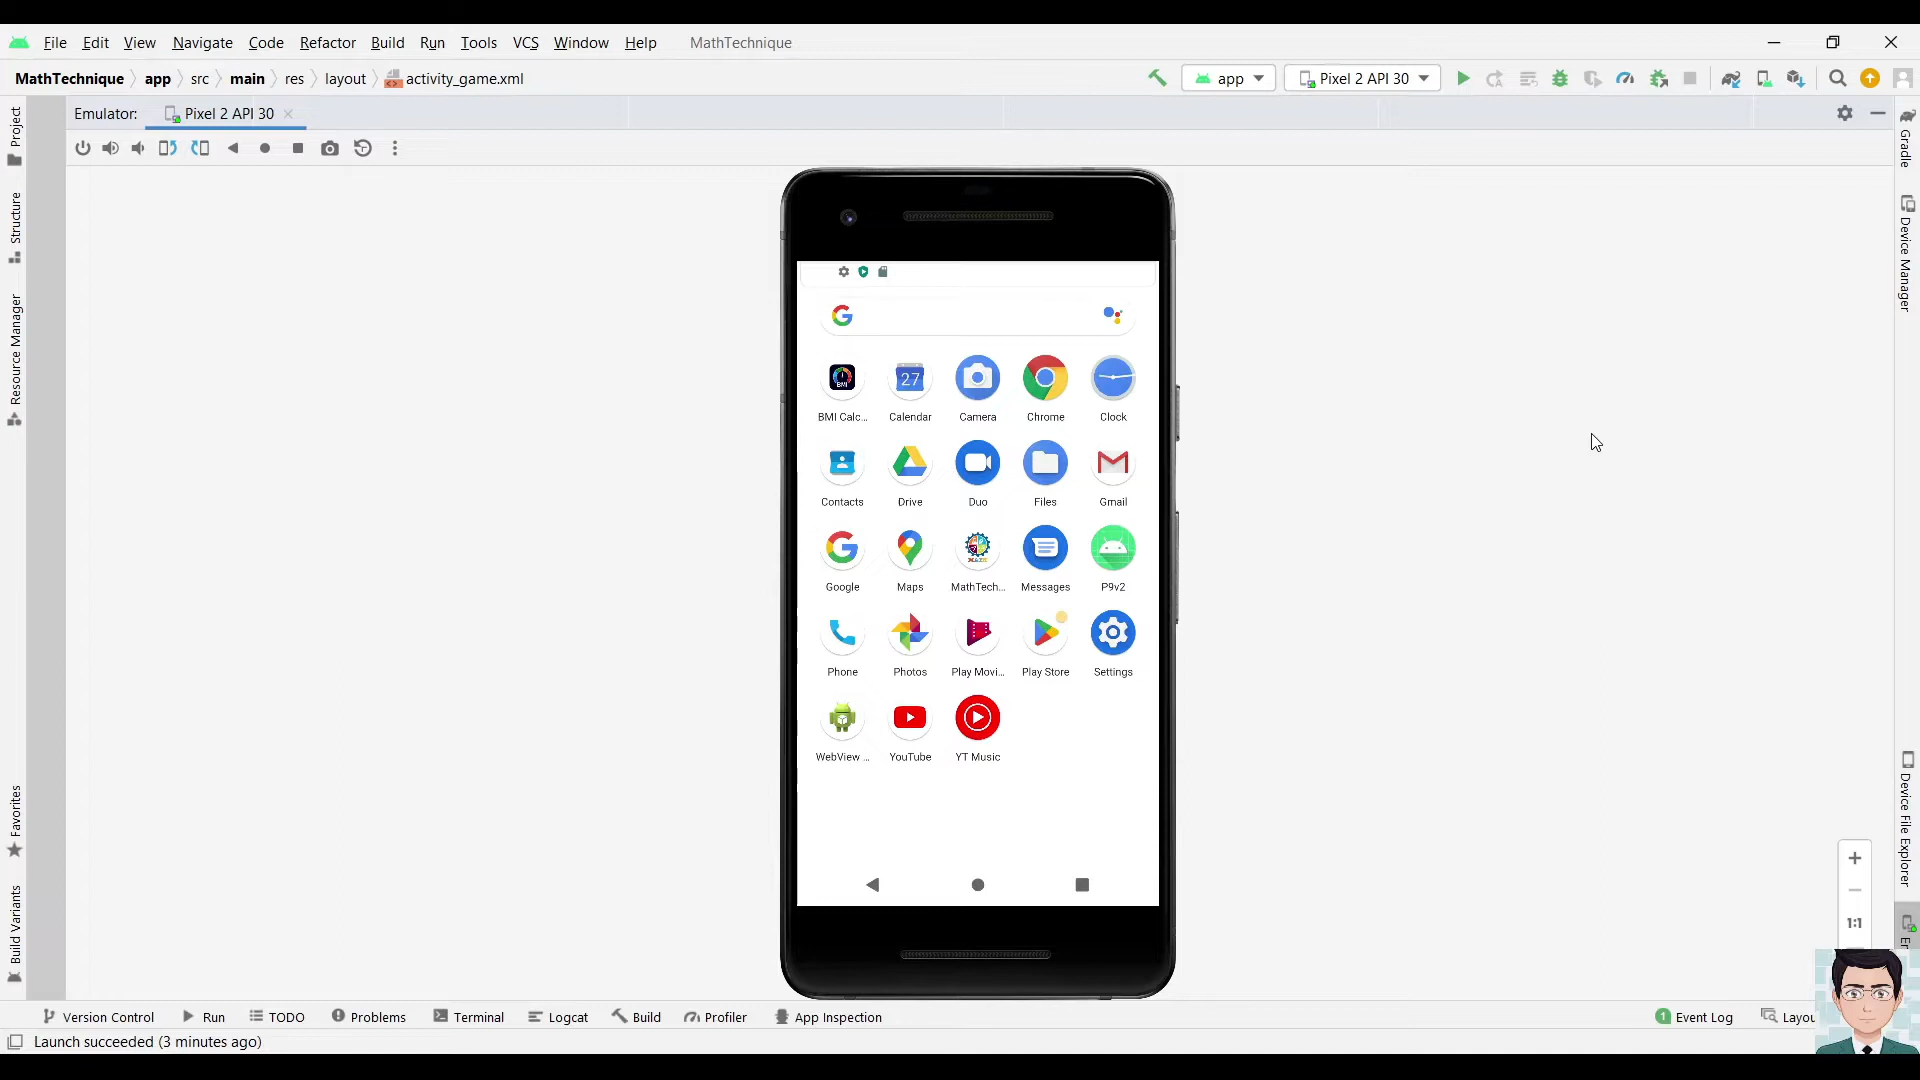 File Edit View Navigate Code Refactor Build Run Tools VCS Window Help MathTechnique
MathTechnique app src main res layout activity_game.xml app Pixel 2 API 30
Emulator: Pixel 2 API 30
Project
Structure
Resource Manager
Favorites
Build Variants
Gradle
Device Manager
Device File Explorer
27
BMI
BMI Calc... Calendar Camera Chrome Clock
Contacts Drive Duo Files Gmail
Google Maps MathTech... Messages P9v2
Phone Photos Play Movi... Play Store Settings
WebView ... YouTube YT Music
1:1
Version Control Run TODO Problems Terminal Logcat Build Profiler App Inspection 1 Event Log Layou
Launch succeeded (3 minutes ago)